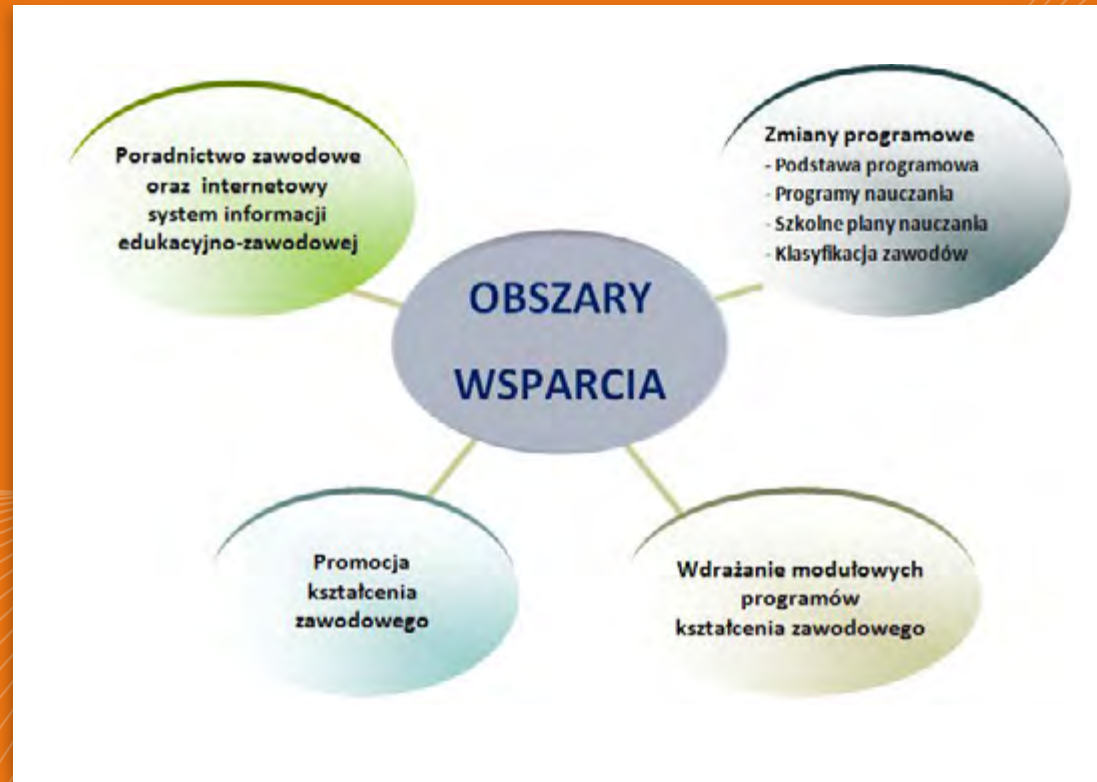 Poradnictwo zawodowe
oraz internetowy
system informacji
edukacyjno-zawodowej
Zmiany programowe
- Podstawa programowa
- Programy nauczania
- Szkolne plany nauczania
- Klasyfikacja zawodów
OBSZARY
WSPARCIA
Promocja
kształcenia
zawodowego
Wdrażanie modułowych
programów
kształcenia zawodowego